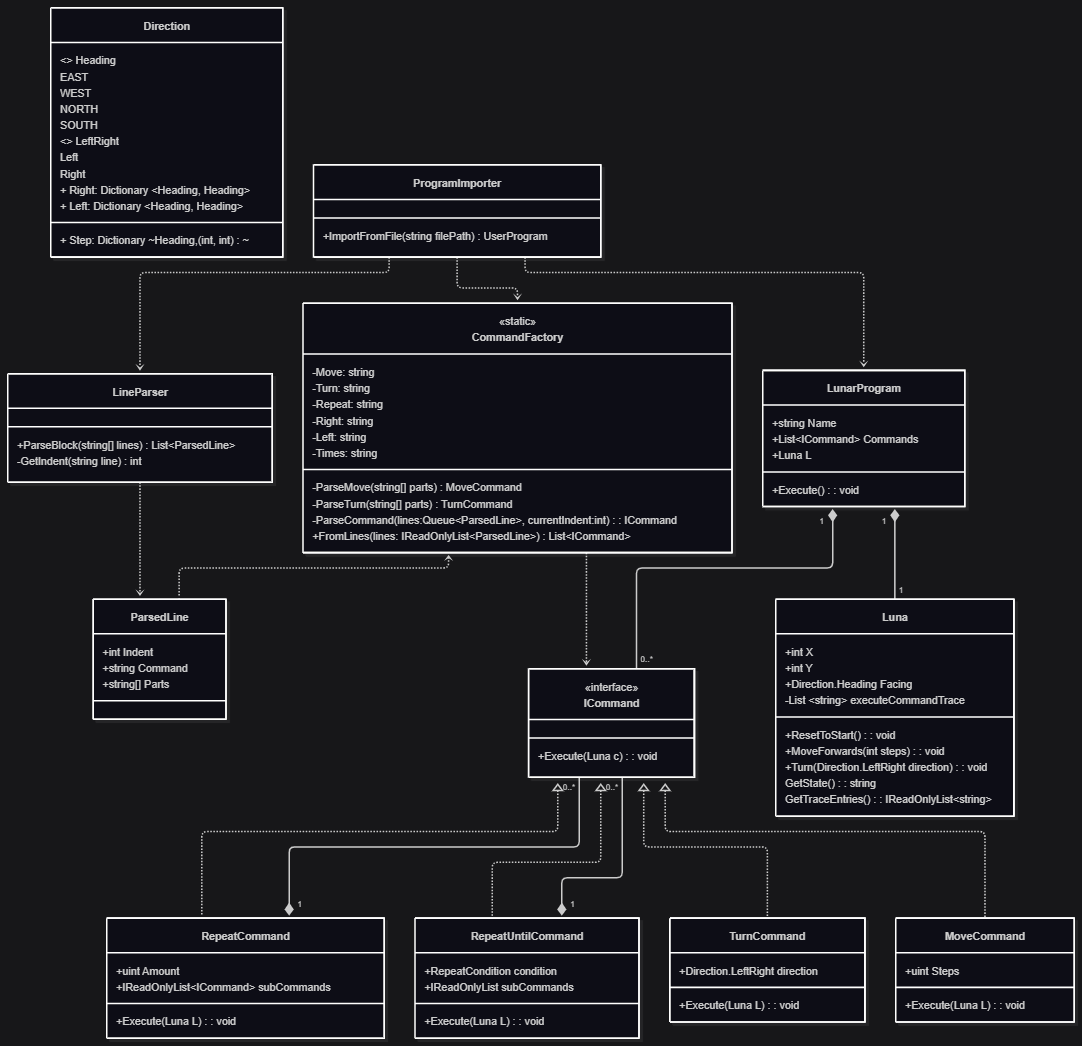 Direction
<> Heading
EAST
WEST
NORTH
SOUTH
<> LeftRight
Left
Right
+ Right: Dictionary <Heading, Heading>
+ Left: Dictionary <Heading, Heading>
+ Step: Dictionary ~Heading,(int, int) : ~
ProgramImporter
+ImportFromFile(string filePath) : UserProgram
«static»
CommandFactory
-Move: string
-Turn: string
-Repeat: string
-Right: string
-Left: string
-Times: string
-ParseMove(string[] parts) : MoveCommand
-ParseTurn(string[] parts) : TurnCommand
-ParseCommand(lines:Queue<ParsedLine>, currentIndent:int) : : ICommand
+FromLines(lines: IReadOnlyList<ParsedLine>) : List<ICommand>
LineParser
+ParseBlock(string[] lines) : List<ParsedLine>
-GetIndent(string line) : int
LunarProgram
+string Name
+List<ICommand> Commands
+Luna L
+Execute() : : void
1
1
0..*
1
ParsedLine
+int Indent
+string Command
+string[] Parts
«interface»
ICommand
+Execute(Luna c) : : void
Luna
+int X
+int Y
+Direction.Heading Facing
-List <string> executeCommandTrace
+ResetToStart() : : void
+MoveForwards(int steps) : : void
+Turn(Direction.LeftRight direction) : : void
GetState() : : string
GetTraceEntries() : : IReadOnlyList<string>
0..*
0..*
1
1
RepeatCommand
+uint Amount
+IReadOnlyList<ICommand> subCommands
+Execute(Luna L) : : void
RepeatUntilCommand
+RepeatCondition condition
+IReadOnlyList subCommands
+Execute(Luna L) : : void
TurnCommand
+Direction.LeftRight direction
+Execute(Luna L) : : void
MoveCommand
+uint Steps
+Execute(Luna L) : : void